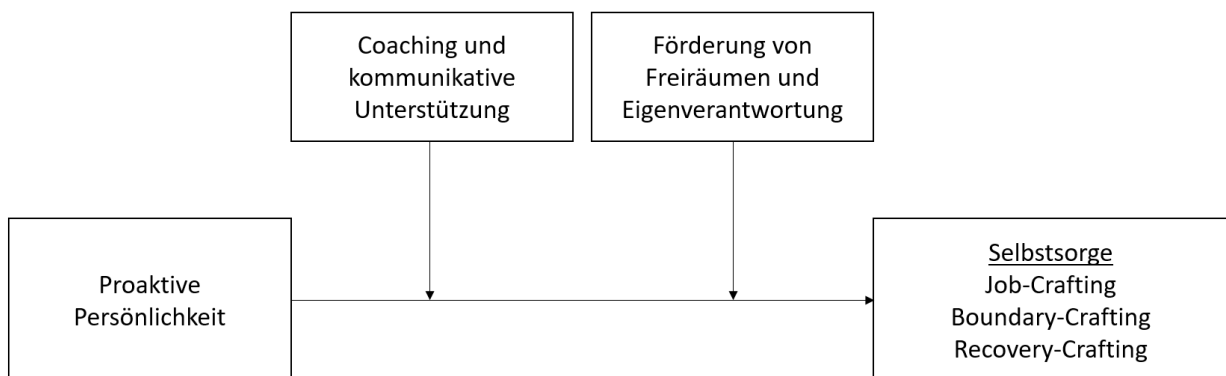 Coaching und
kommunikative
Unterstützung
Förderung von
Freiräumen und
Eigenverantwortung
Proaktive
Persönlichkeit
Selbstsorge
Job-Crafting
Boundary-Crafting
Recovery-Crafting